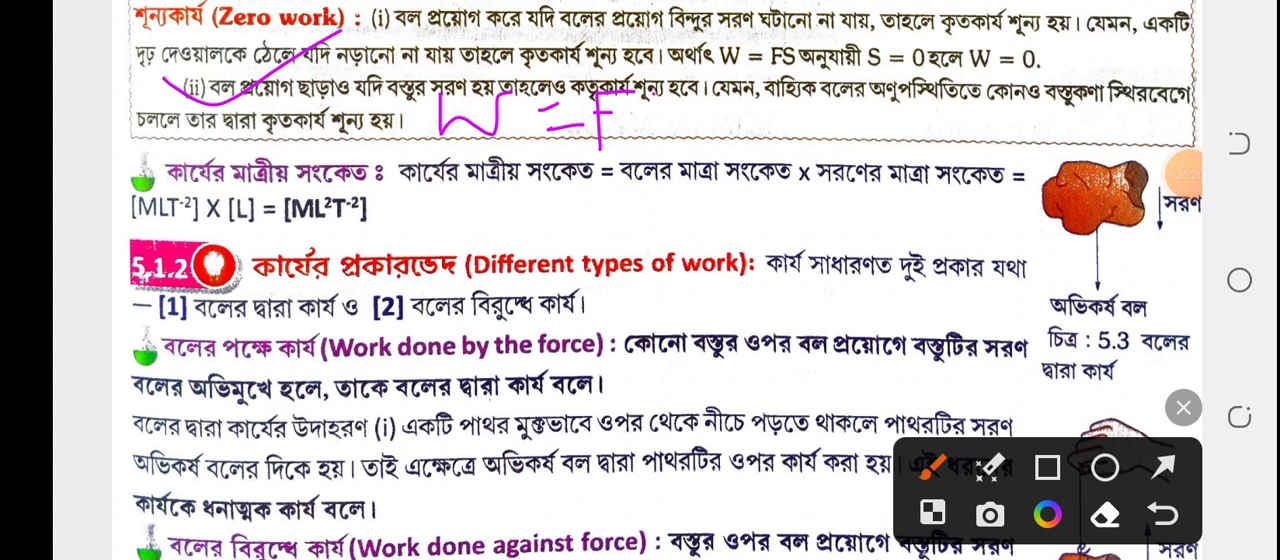 শূন্যকার্য (Zero work) : (i) বল প্রয়োগ করে যদি বলের প্রয়োগ বিন্দুর সরণ ঘটানো না যায়, তাহলে কৃতকার্য শূন্য হয়। যেমন, একটি
দৃঢ় দেওয়ালকে ঠেলে যদি নড়ানো না যায় তাহলে কৃতকার্য শূন্য হবে। অর্থাৎ W = FS অনুযায়ী S = 0 হলে W = 0.
(ii) বল প্রয়োগ ছাড়াও যদি বস্তুর সরণ হয় তাহলেও কৃতকার্য শূন্য হবে। যেমন, বাহ্যিক বলের অনুপস্থিতিতে কোনও বস্তুকণা স্থিরবেগে
চললে তার দ্বারা কৃতকার্য শূন্য হয়।
W = F
কার্যের মাত্রীয় সংকেত : কার্যের মাত্রীয় সংকেত = বলের মাত্রা সংকেত x সরণের মাত্রা সংকেত =
[MLT⁻²] X [L] = [ML²T⁻²]
25:20
সরণ
5.1.2 কার্যের প্রকারভেদ (Different types of work): কার্য সাধারণত দুই প্রকার যথা
— [1] বলের দ্বারা কার্য ও [2] বলের বিরুদ্ধে কার্য।
অভিকর্ষ বল
চিত্র : 5.3 বলের
দ্বারা কার্য
বলের পক্ষে কার্য (Work done by the force) : কোনো বস্তুর ওপর বল প্রয়োগে বস্তুটির সরণ
বলের অভিমুখে হলে, তাকে বলের দ্বারা কার্য বলে।
বলের দ্বারা কার্যের উদাহরণ (i) একটি পাথর মুক্তভাবে ওপর থেকে নীচে পড়তে থাকলে পাথরটির সরণ
অভিকর্ষ বলের দিকে হয়। তাই এক্ষেত্রে অভিকর্ষ বল দ্বারা পাথরটির ওপর কার্য করা হয়। এই
কার্যকে ধনাত্মক কার্য বলে।
বলের বিরুদ্ধে কার্য (Work done against force) : বস্তুর ওপর বল প্রয়োগে বস্তুটির সরণ
সরণ